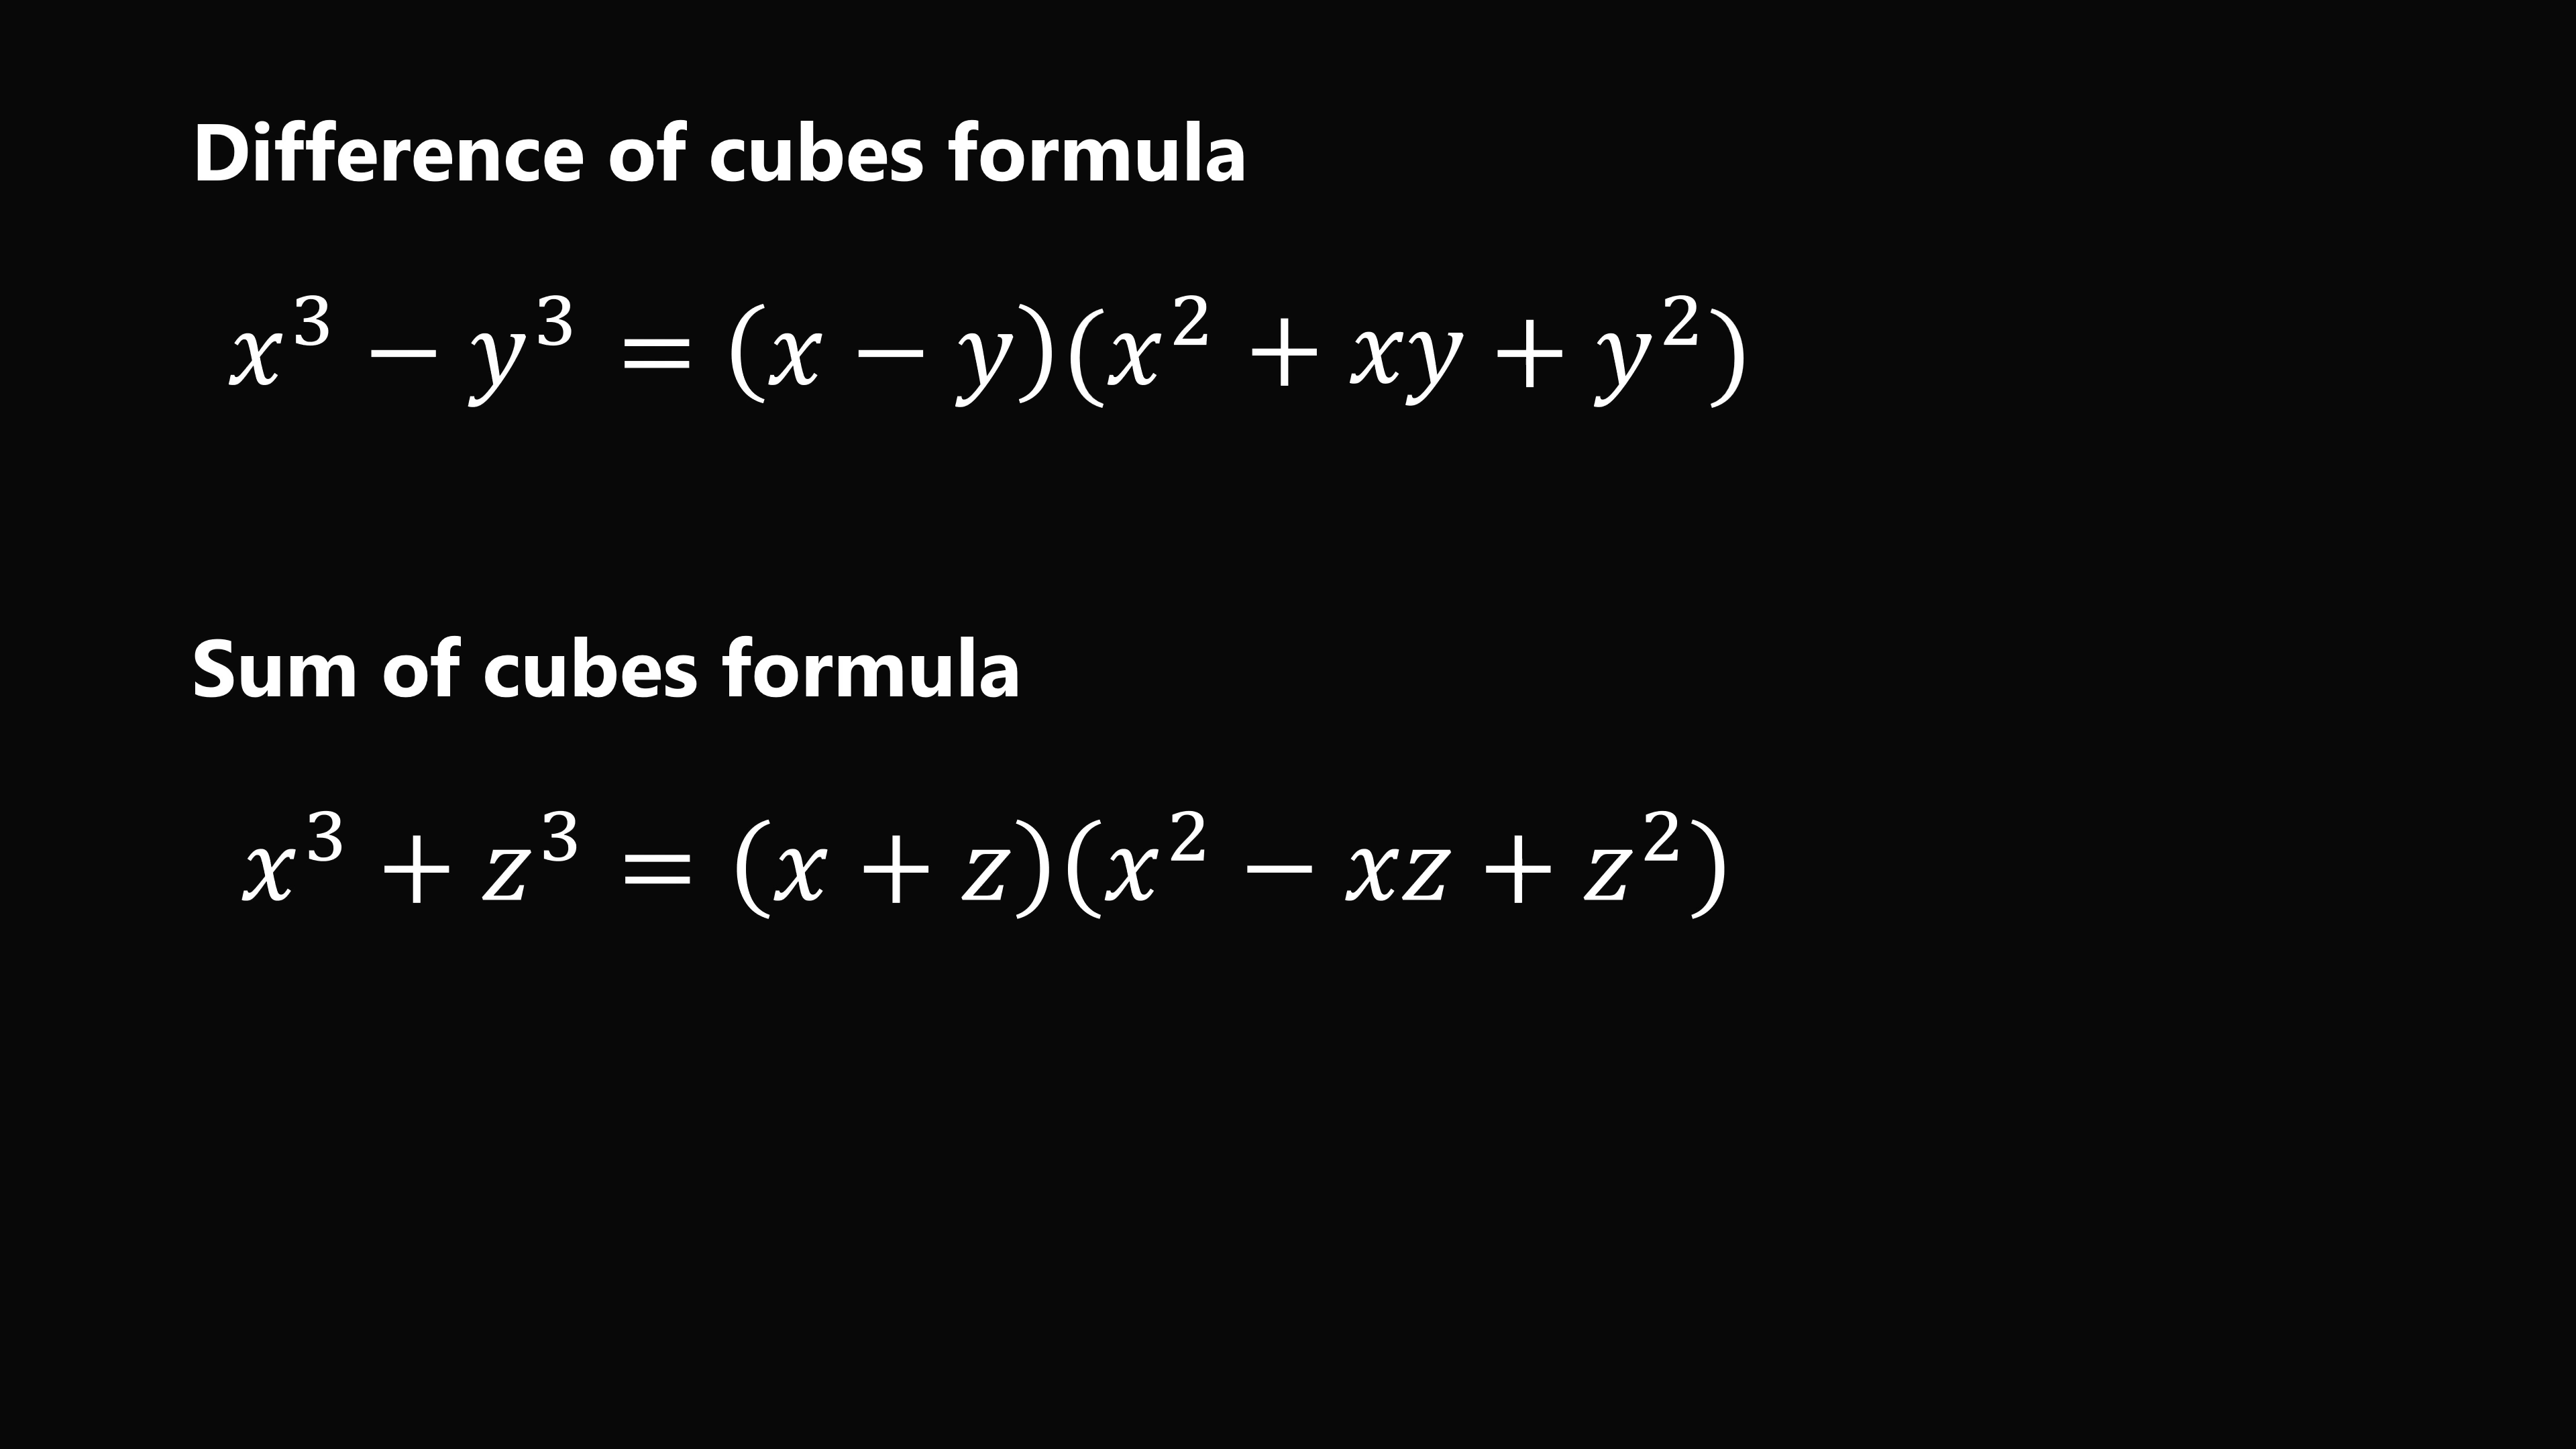 Difference of cubes formula
x³ − y³ = (x − y)(x² + xy + y²)
Sum of cubes formula
x³ + z³ = (x + z)(x² − xz + z²)